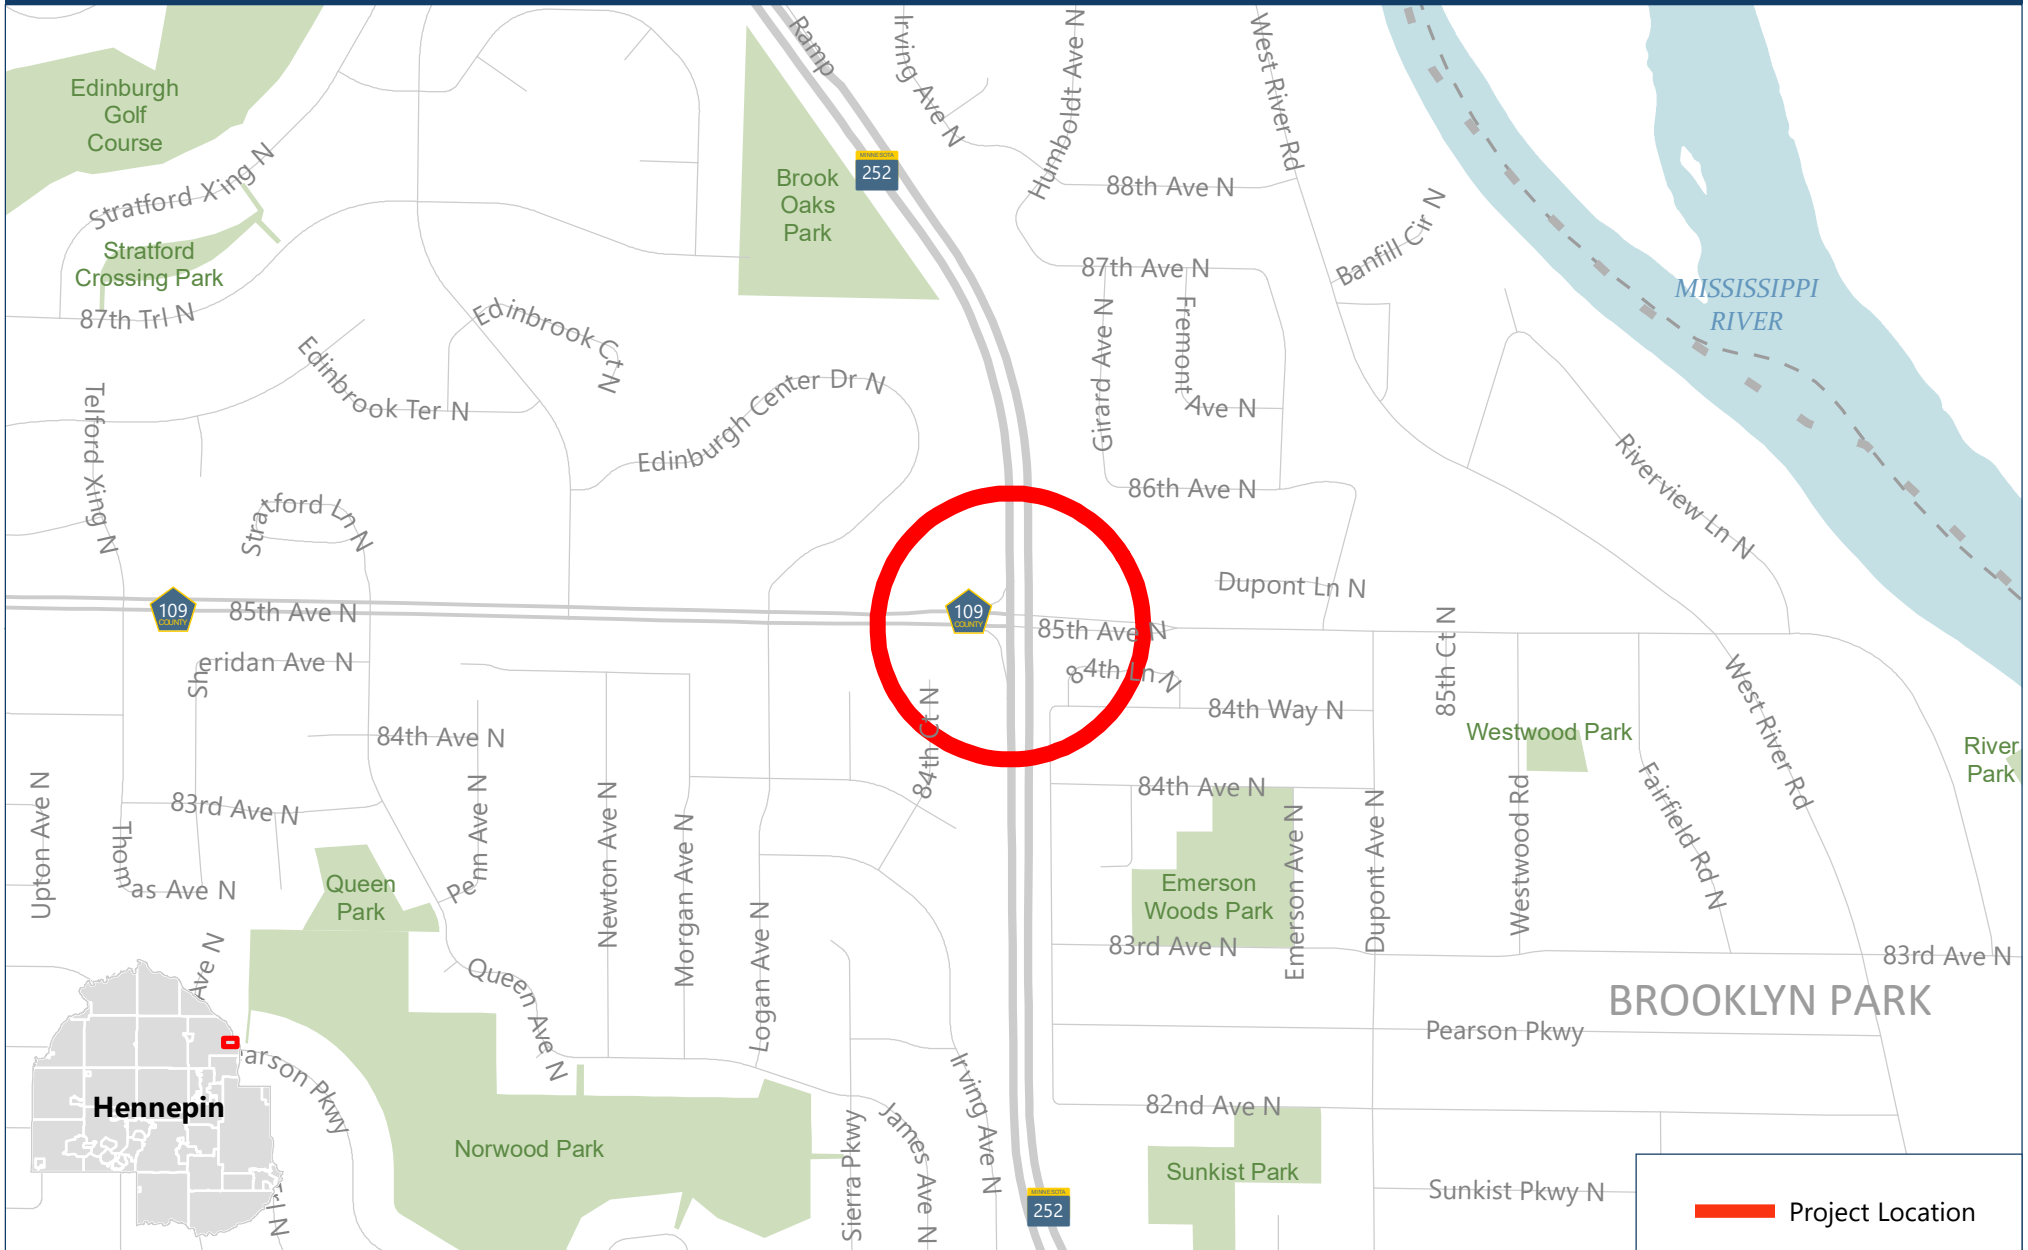 Ramp
Irving Ave N
Humboldt Ave N
West River Rd
Edinburgh
Golf
Course
MINNESOTA
252
Brook
Oaks
Park
88th Ave N
Stratford Xing N
Banfill Cir N
Stratford
Crossing Park
87th Ave N
MISSISSIPPI
RIVER
87th Trl N
Edinbrook Ct N
Girard Ave N
Fremont Ave N
Edinbrook Ter N
Edinburgh Center Dr N
Telford Xing N
Riverview Ln N
86th Ave N
Stratford Ln N
Dupont Ln N
109
COUNTY
85th Ave N
109
COUNTY
85th Ave N
85th Ct N
Sheridan Ave N
84th Ln N
84th Way N
West River Rd
84th Ct N
84th Ave N
Westwood Park
River
Park
84th Ave N
Upton Ave N
83rd Ave N
Thomas Ave N
Penn Ave N
Newton Ave N
Morgan Ave N
Emerson Ave N
Dupont Ave N
Westwood Rd
Fairfield Rd N
Queen
Park
Emerson
Woods Park
Logan Ave N
83rd Ave N
83rd Ave N
Ave N
Queen Ave N
BROOKLYN PARK
Pearson Pkwy
arson Pkwy
Hennepin
Irving Ave N
82nd Ave N
Norwood Park
Sierra Pkwy
James Ave N
Sunkist Park
Sunkist Pkwy N
Trl N
MINNESOTA
252
Project Location